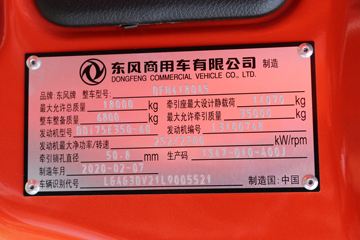 东风商用车有限公司 制造
DONGFENG COMMERCIAL VEHICLE CO., LTD.
品牌 东风牌 整车型号 DFH4180A5
最大允许总质量 18000 kg 牵引座最大设计静载荷 kg
整车整备质量 6800 kg 最大允许牵引质量 35000 kg
发动机型号 DDi75E350-60 发动机编号
发动机最大净功率/转速 kW/rpm
牵引销孔直径 50.8 mm 生产码
制造年月 2020-02-07
车辆识别代号 LGAG3DV21L9005521 制造国：中国